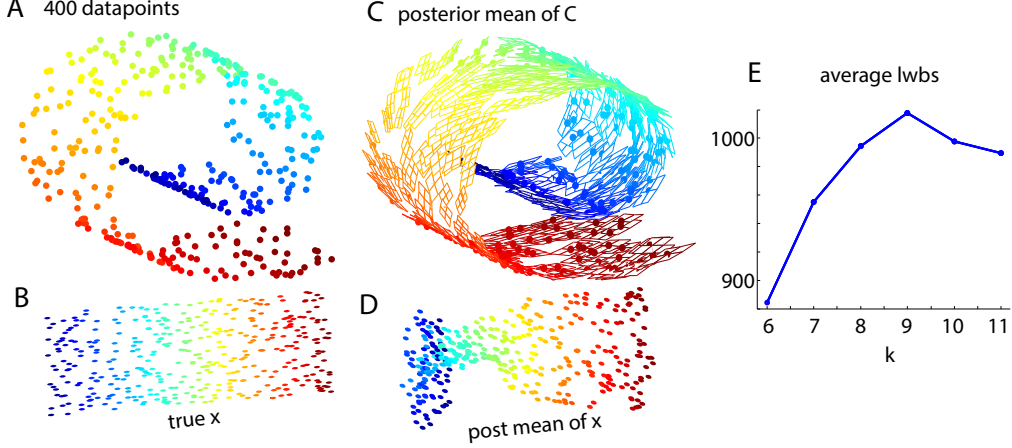 A 400 datapoints
C posterior mean of C
E average lwbs
1000
900
6 7 8 9 10 11
k
B
true x
D
post mean of x